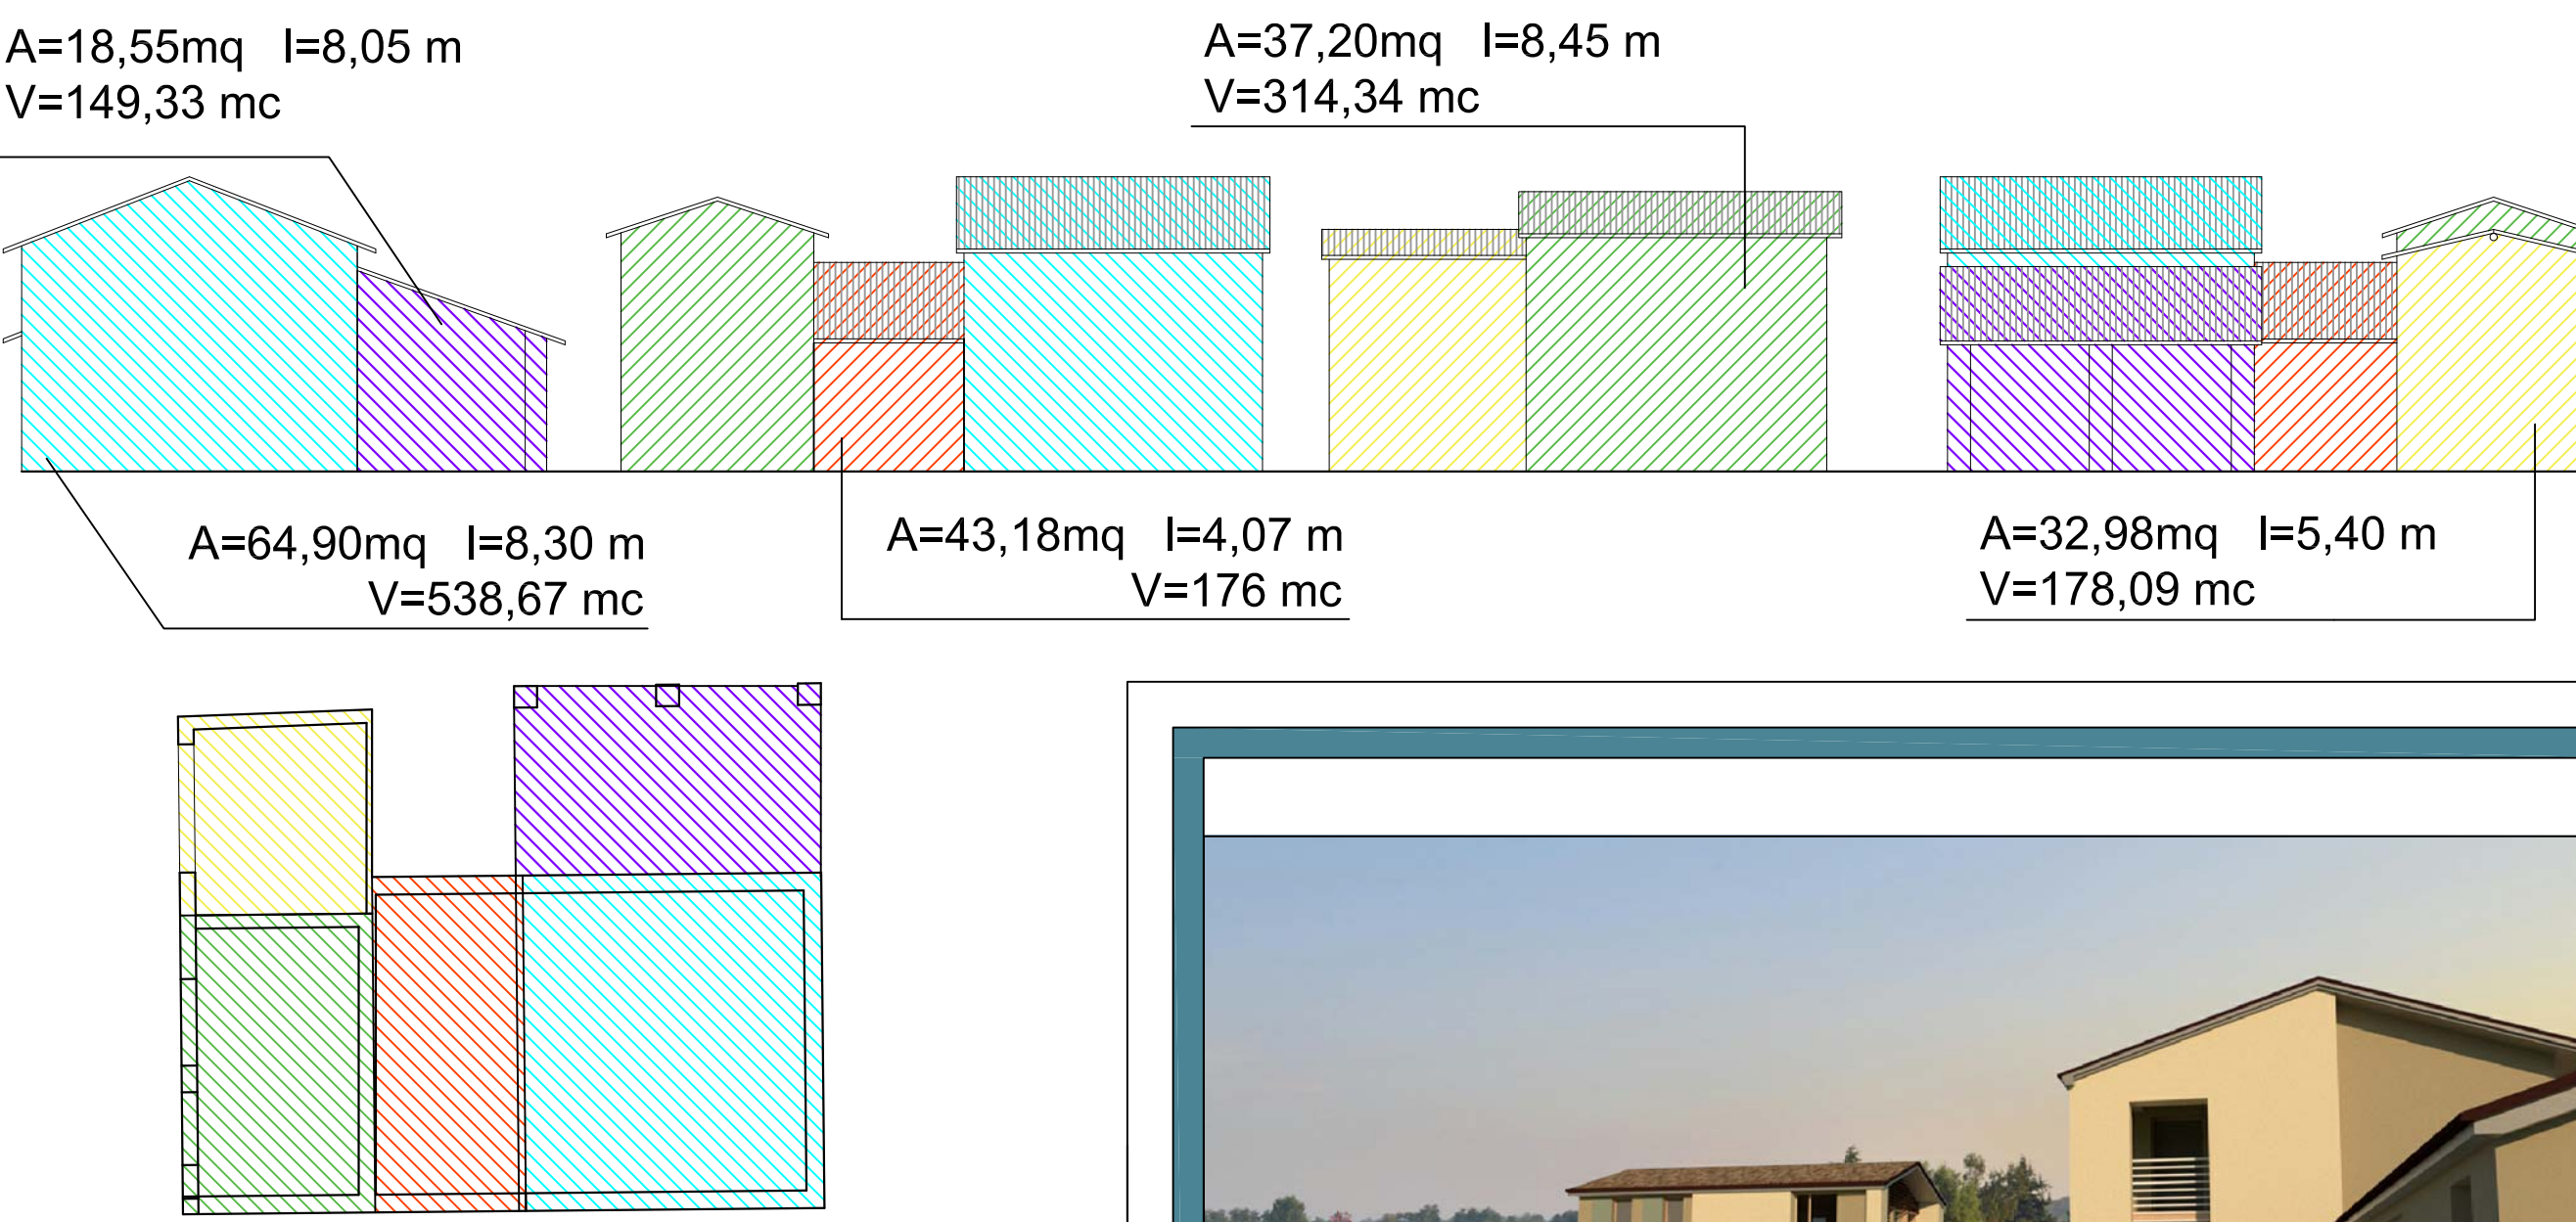 A=18,55mq I=8,05 m
V=149,33 mc
A=37,20mq I=8,45 m
V=314,34 mc
A=64,90mq I=8,30 m
V=538,67 mc
A=43,18mq I=4,07 m
V=176 mc
A=32,98mq I=5,40 m
V=178,09 mc